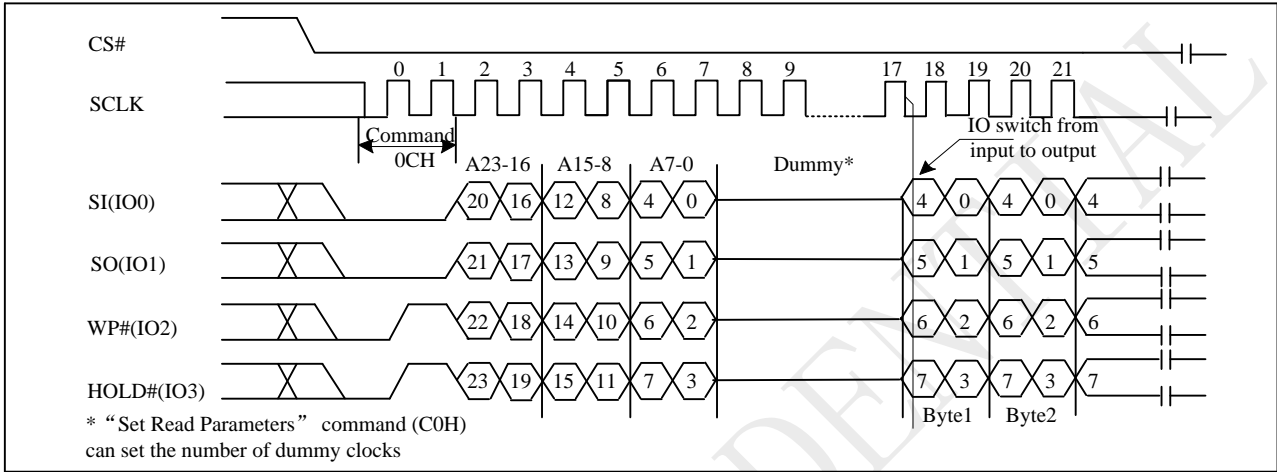 CS#
0 1 2 3 4 5 6 7 8 9 17 18 19 20 21
SCLK
Command
0CH
IO switch from
input to output
A23-16 A15-8 A7-0 Dummy*
SI(IO0) 20 16 12 8 4 0 4 0 4 0 4
SO(IO1) 21 17 13 9 5 1 5 1 5 1 5
WP#(IO2) 22 18 14 10 6 2 6 2 6 2 6
HOLD#(IO3) 23 19 15 11 7 3 7 3 7 3 7
Byte1 Byte2
* “Set Read Parameters” command (C0H)
can set the number of dummy clocks
DENTIAL